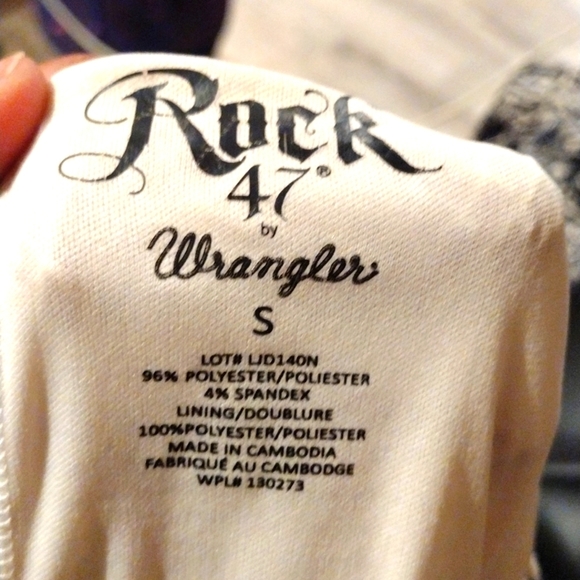 Rock
47®
by
Wrangler
S
LOT# LJD140N
96% POLYESTER/POLIESTER
4% SPANDEX
LINING/DOUBLURE
100%POLYESTER/POLIESTER
MADE IN CAMBODIA
FABRIQUÉ AU CAMBODGE
WPL# 130273